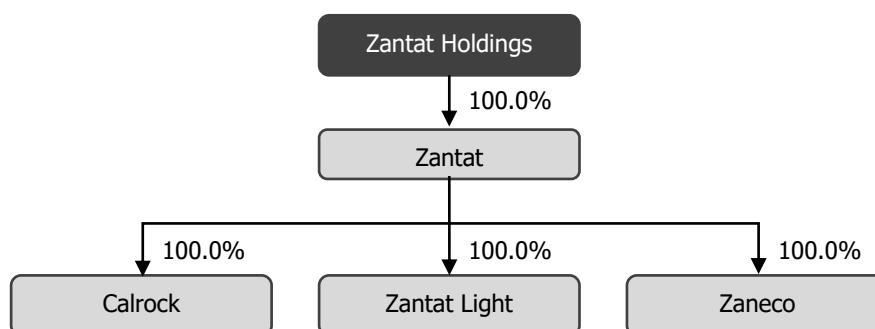 Zantat Holdings
100.0%
Zantat
100.0%
100.0%
100.0%
Calrock
Zantat Light
Zaneco